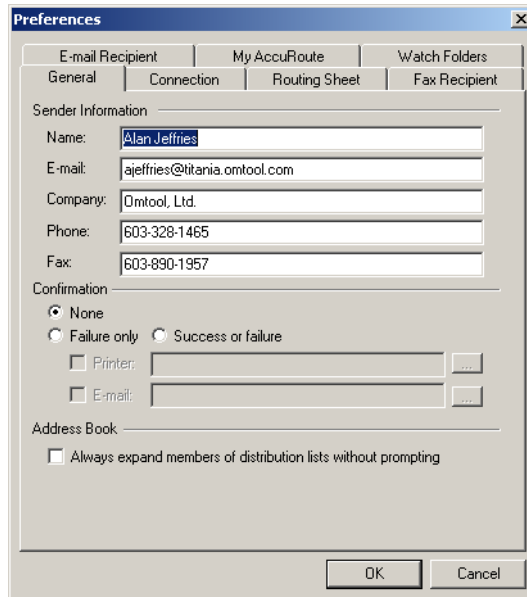 Preferences
E-mail Recipient My AccuRoute Watch Folders
General Connection Routing Sheet Fax Recipient
Sender Information
Name: Alan Jeffries
E-mail: ajeffries@titania.omtool.com
Company: Omtool, Ltd.
Phone: 603-328-1465
Fax: 603-890-1957
Confirmation
None
Failure only Success or failure
Printer: ...
E-mail: ...
Address Book
Always expand members of distribution lists without prompting
OK Cancel